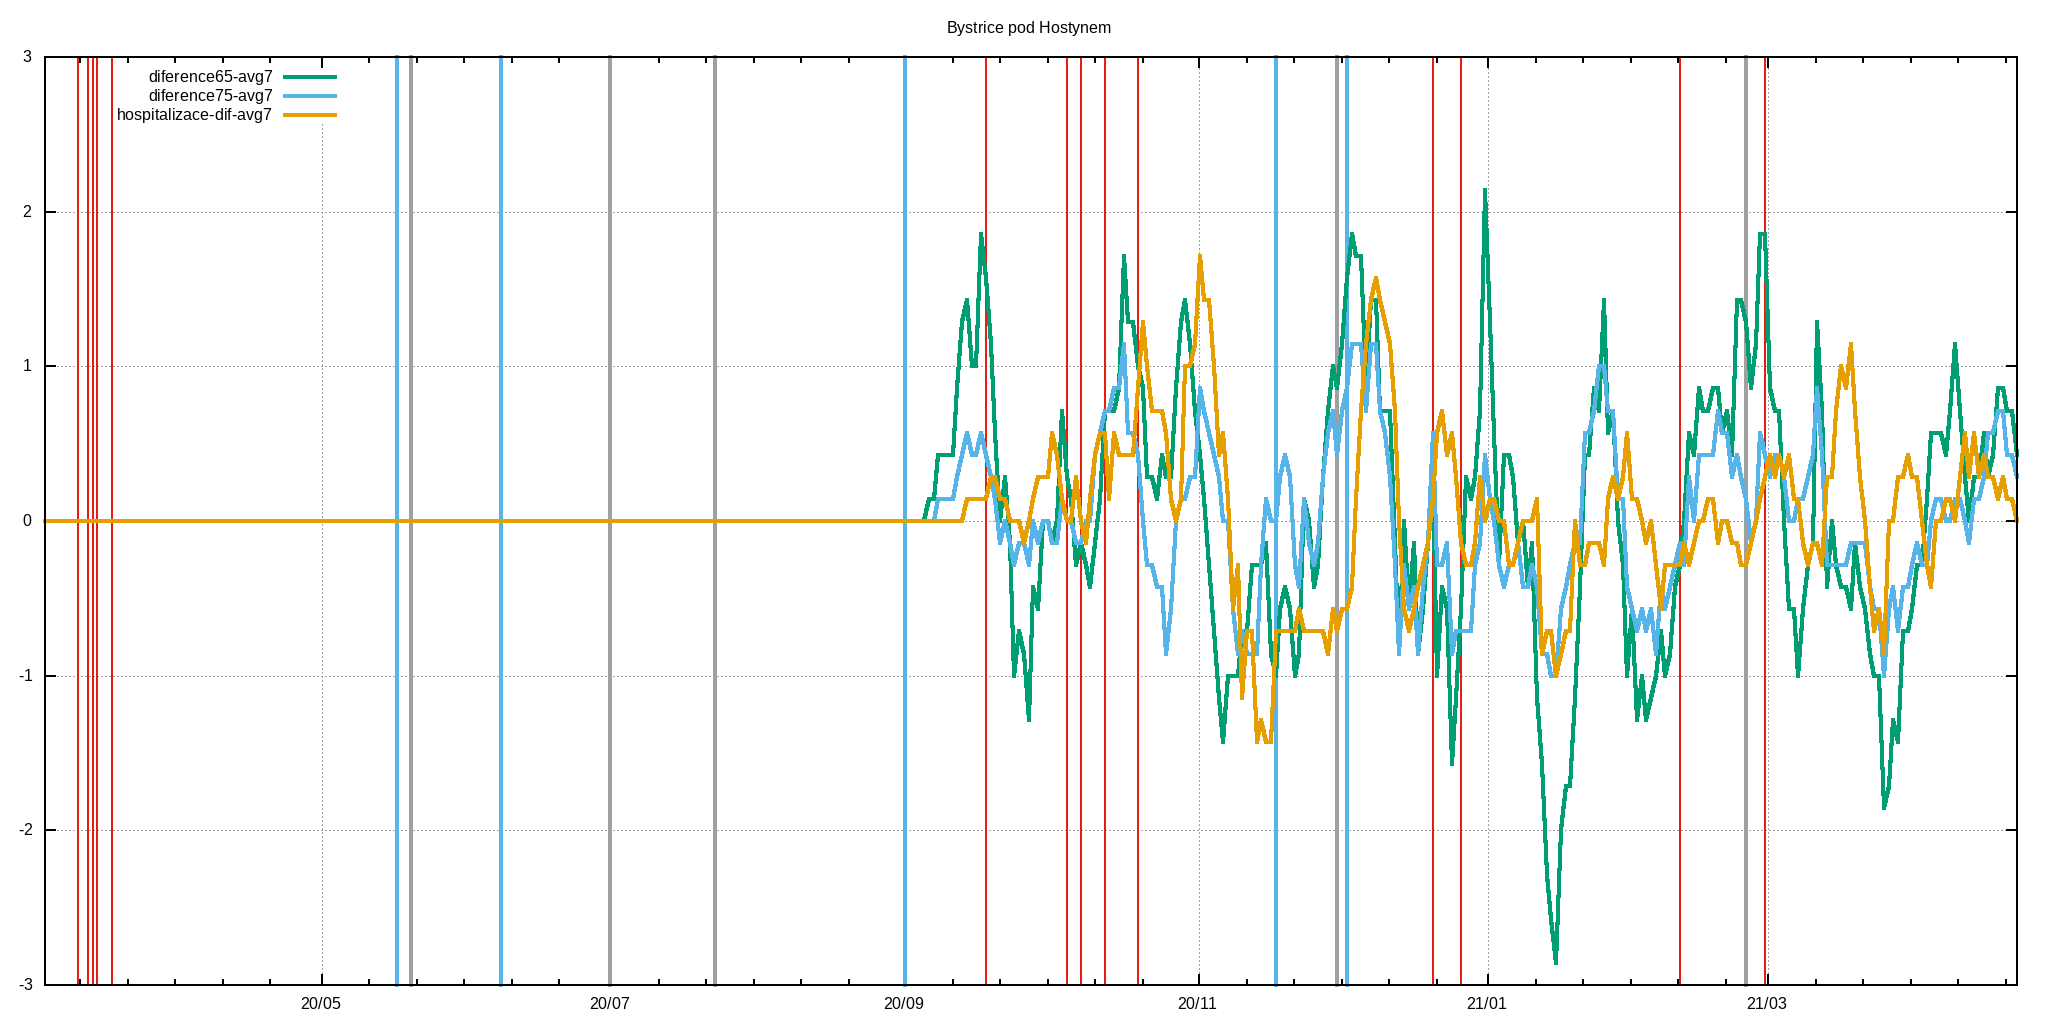 Bystrice pod Hostynem
3
diference65-avg7
diference75-avg7
hospitalizace-dif-avg7
2
1
0
-1
-2
-3
20/05 20/07 20/09 20/11 21/01 21/03